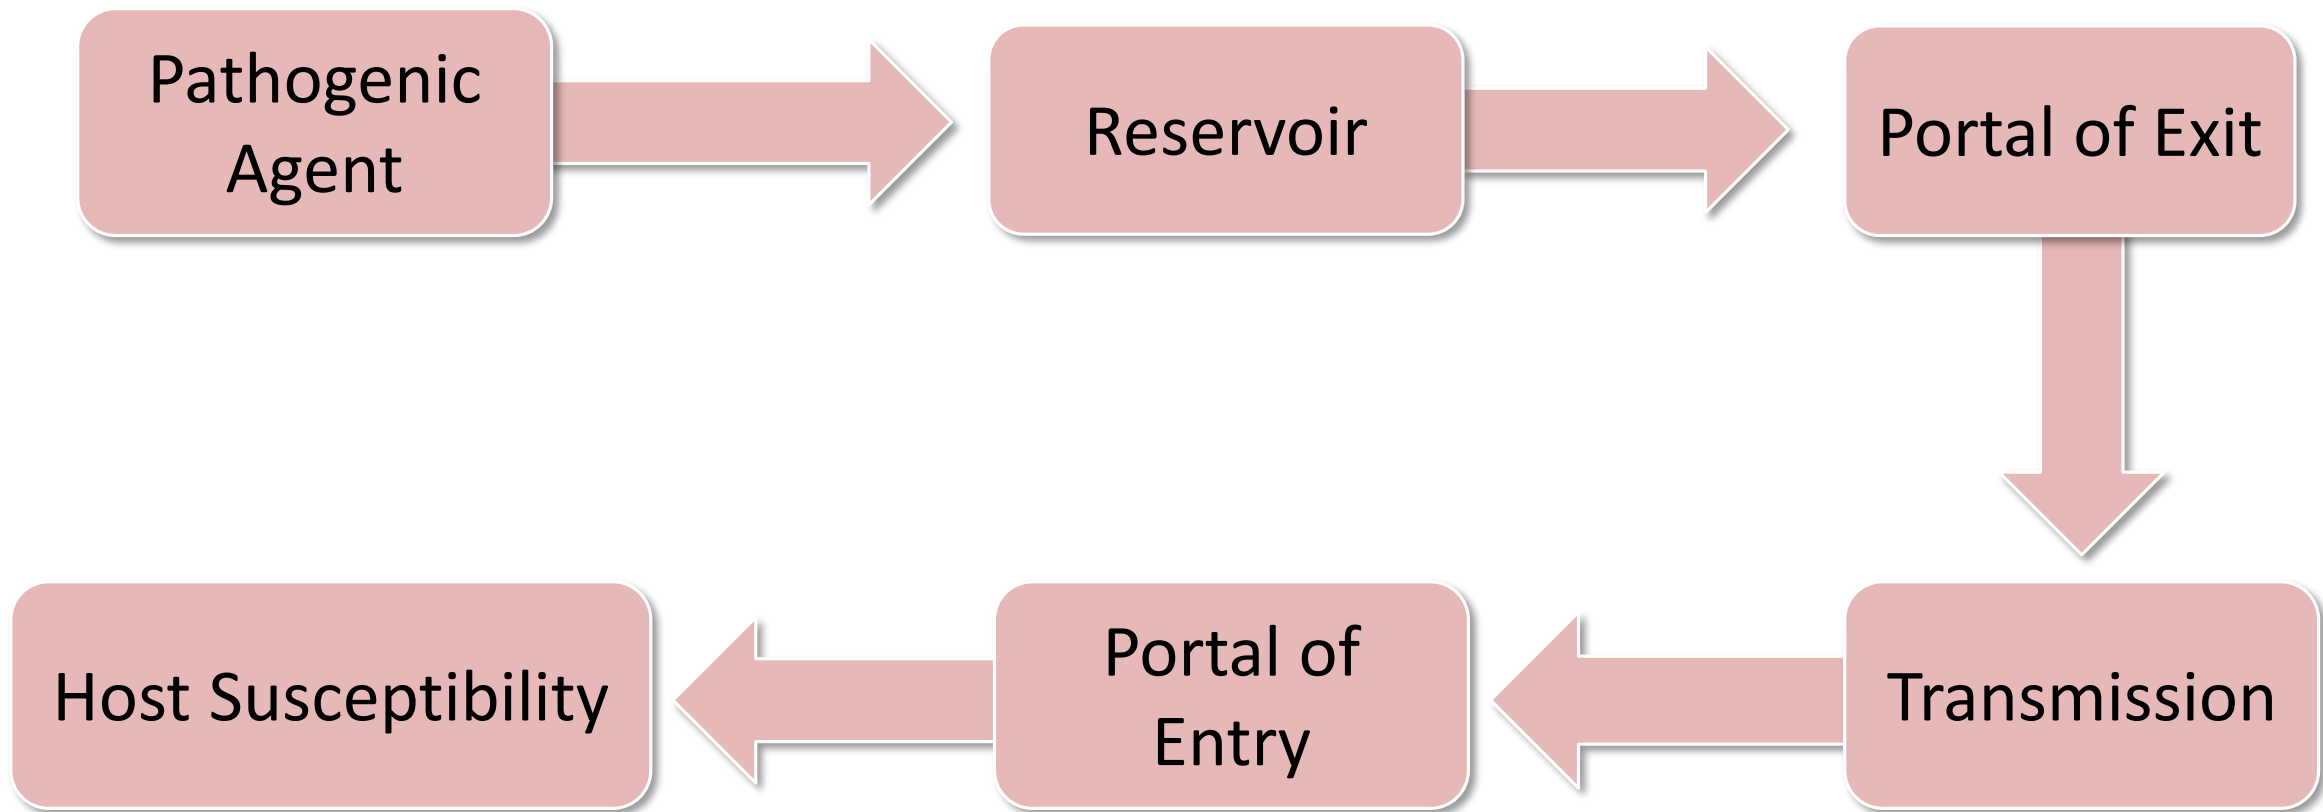 Pathogenic
Agent
Reservoir
Portal of Exit
Transmission
Portal of
Entry
Host Susceptibility